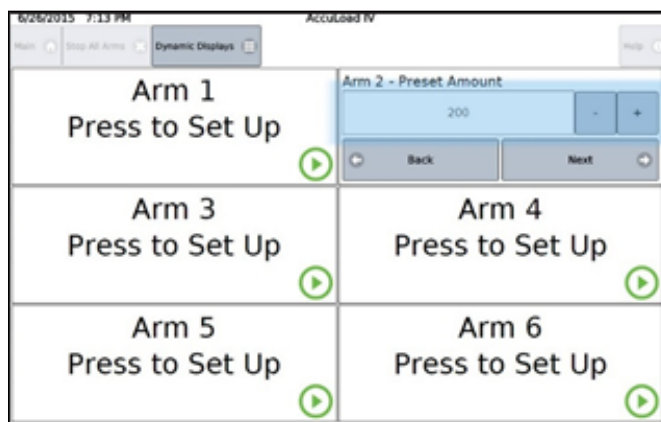 6/26/2015 7:13 PM AccuLoad IV
Main Stop All Arms Dynamic Displays Help
Arm 1
Press to Set Up
Arm 2 - Preset Amount
200 - +
Back Next
Arm 3
Press to Set Up
Arm 4
Press to Set Up
Arm 5
Press to Set Up
Arm 6
Press to Set Up